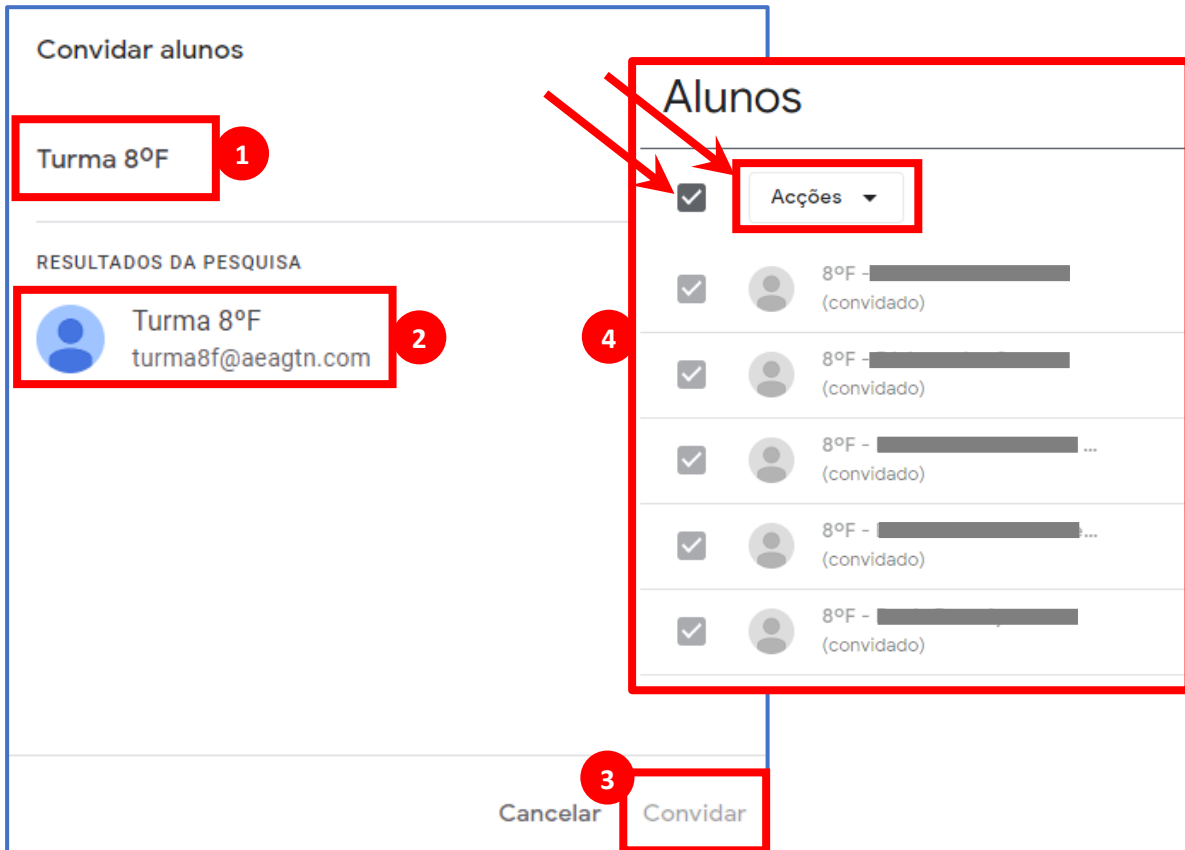 Convidar alunos
Turma 8ºF
1
RESULTADOS DA PESQUISA
Turma 8ºF
turma8f@aeagtn.com
2
3
Cancelar
Convidar
4
Alunos
Acções
8ºF -
(convidado)
8ºF -
(convidado)
8ºF - ...
(convidado)
8ºF - ...
(convidado)
8ºF -
(convidado)